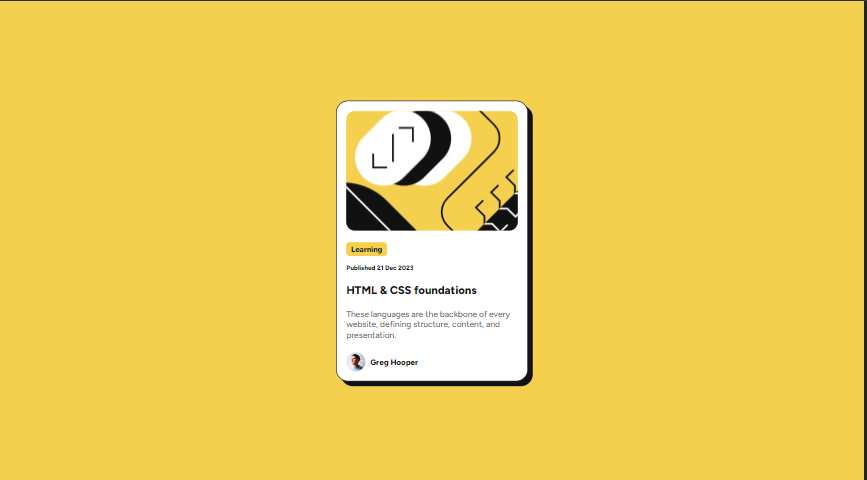 Learning
Published 21 Dec 2023
HTML & CSS foundations
These languages are the backbone of every
website, defining structure, content, and
presentation.
Greg Hooper